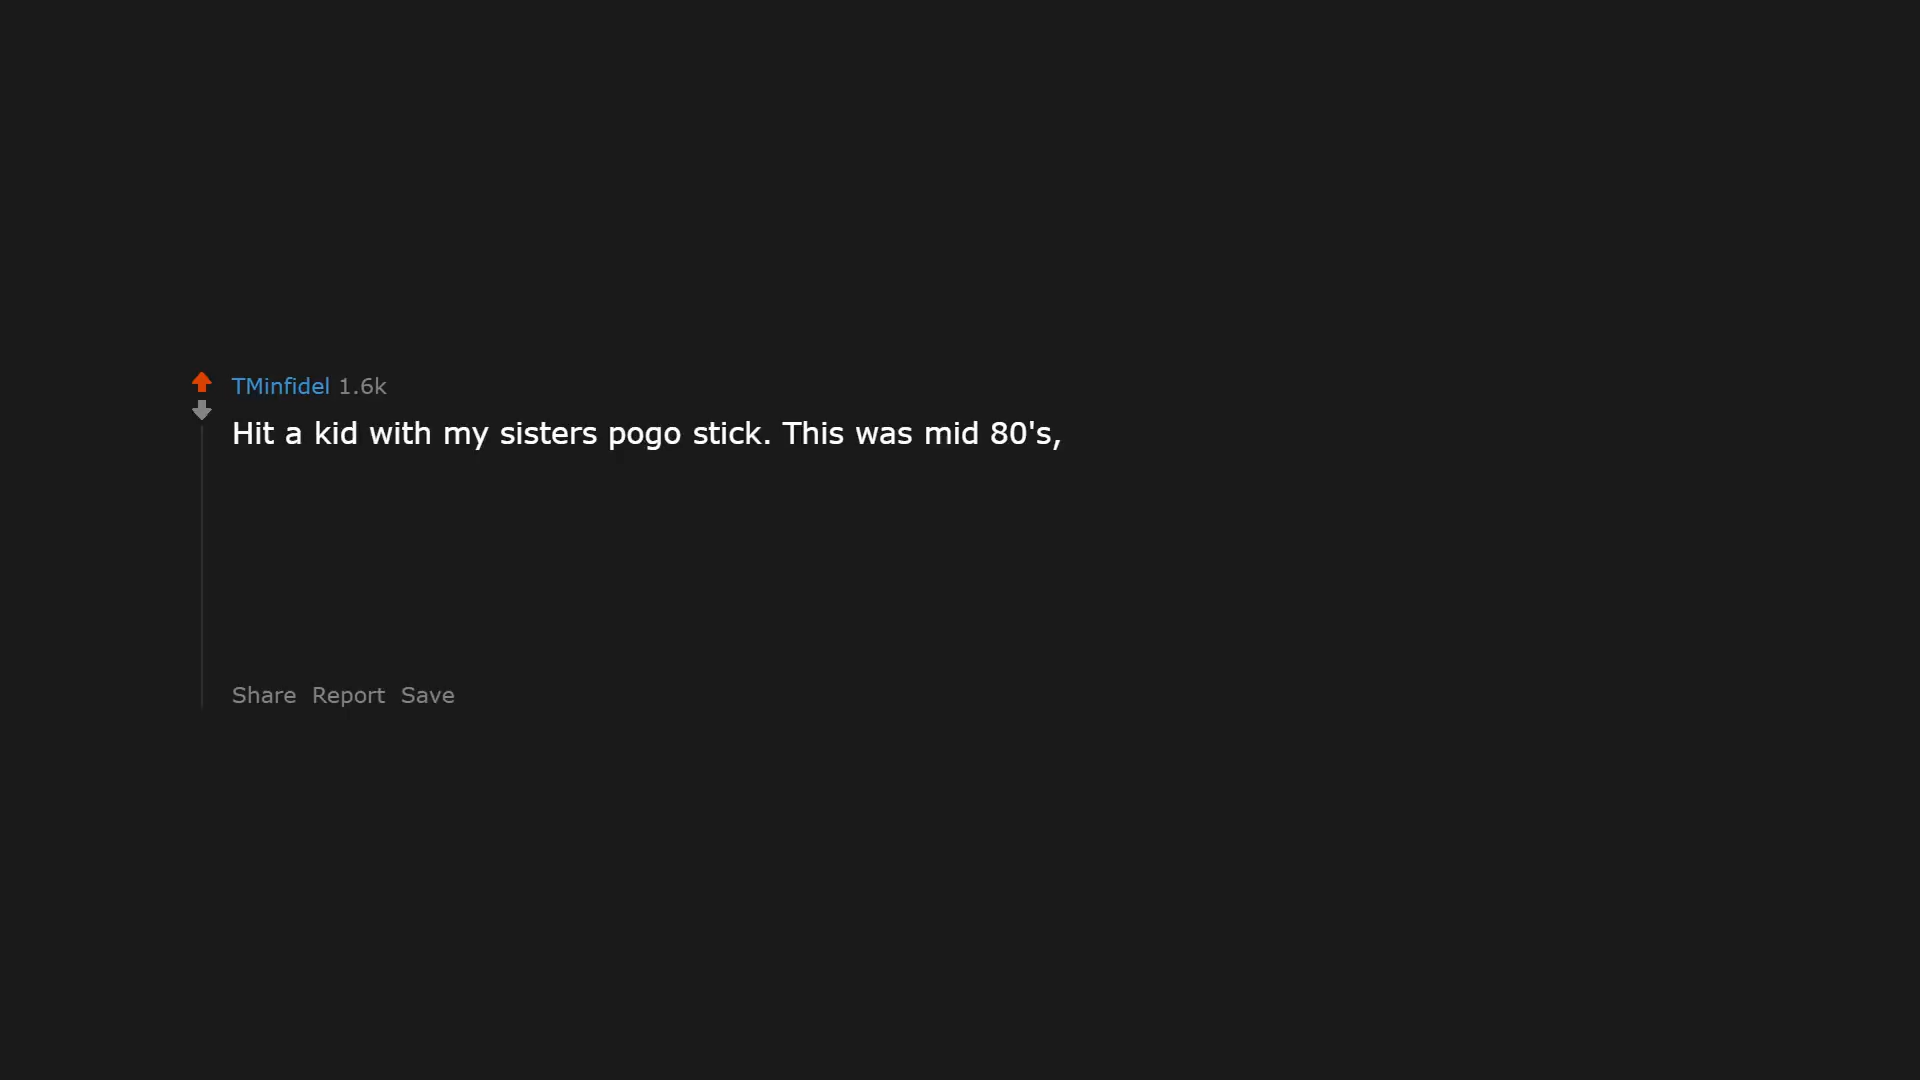 TMinfidel 1.6k
Hit a kid with my sisters pogo stick. This was mid 80's,
Share Report Save